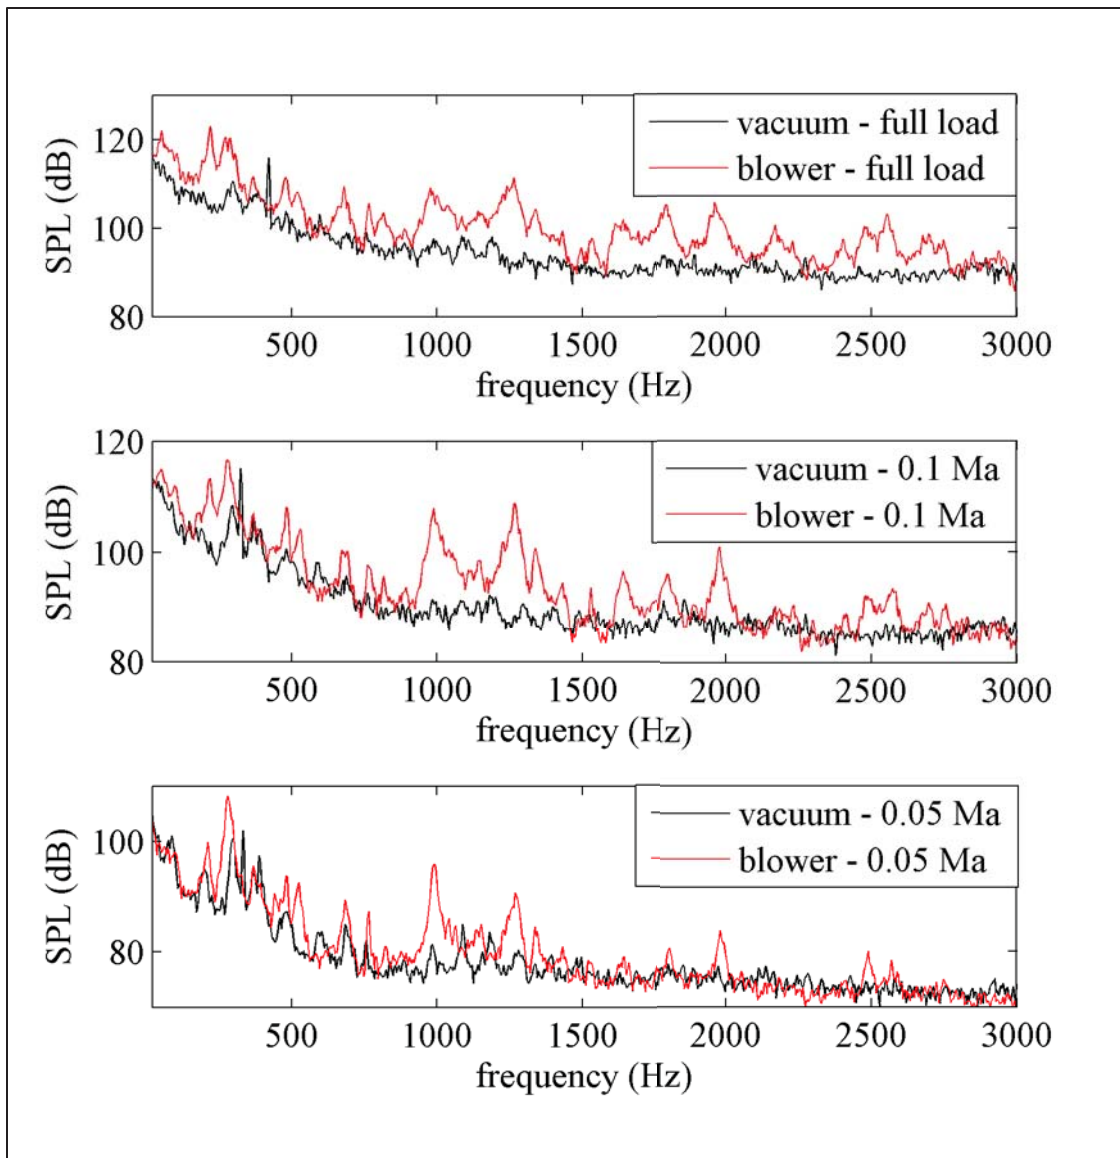 vacuum - full load
blower - full load
120
100
80
SPL (dB)
500 1000 1500 2000 2500 3000
frequency (Hz)
vacuum - 0.1 Ma
blower - 0.1 Ma
120
100
80
SPL (dB)
500 1000 1500 2000 2500 3000
frequency (Hz)
vacuum - 0.05 Ma
blower - 0.05 Ma
100
80
SPL (dB)
500 1000 1500 2000 2500 3000
frequency (Hz)